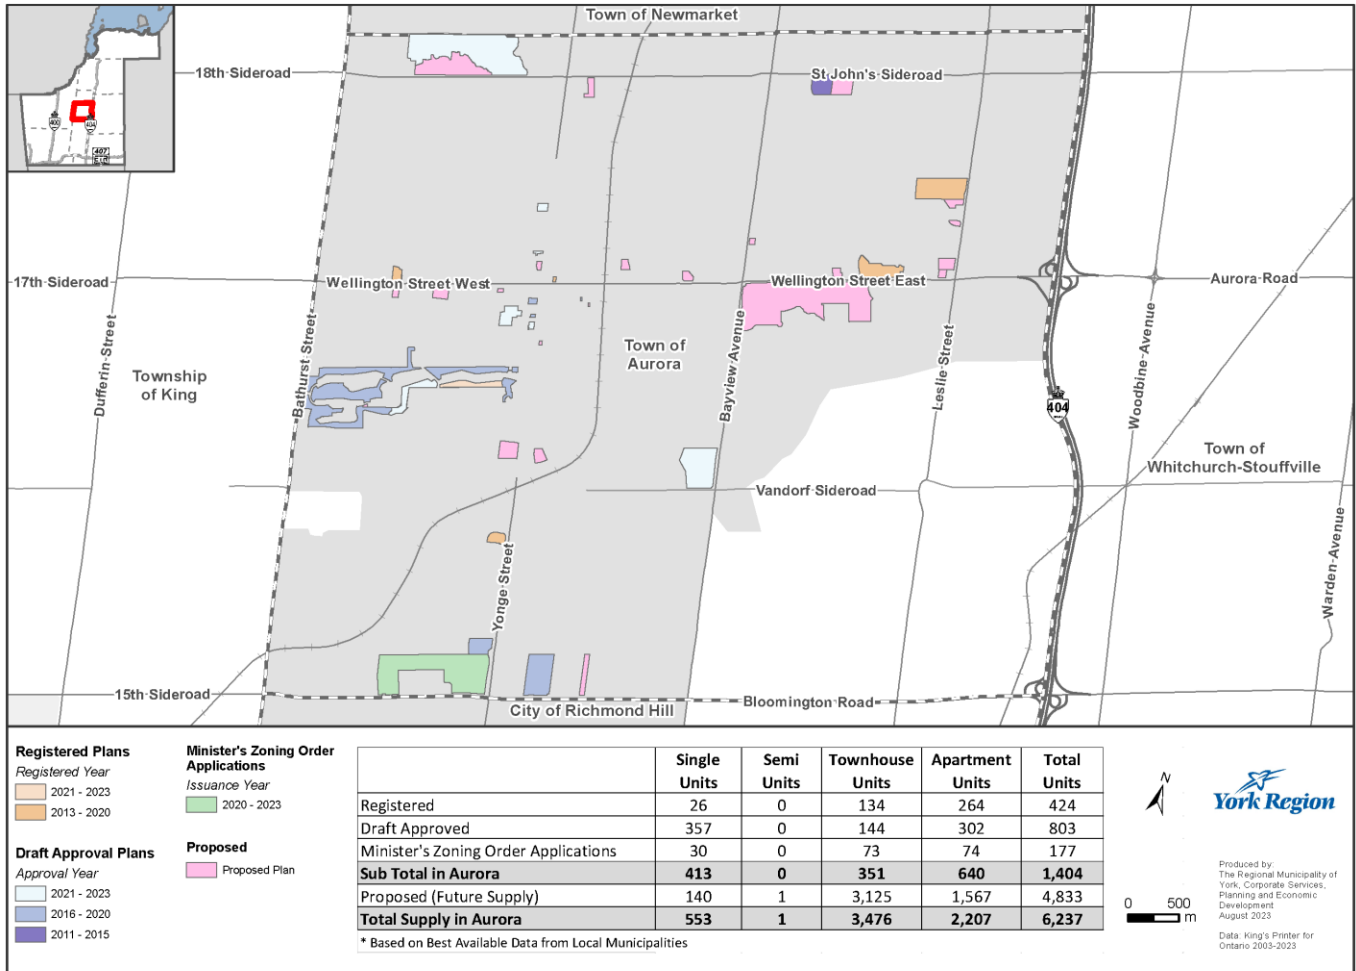 Town of Newmarket
18th Sideroad
St John's Sideroad
400
404
407
ETR
17th Sideroad
Wellington Street West
Wellington Street East
Aurora Road
Dufferin Street
Bathurst Street
Township
of King
Town of
Aurora
Bayview Avenue
Leslie Street
404
Woodbine Avenue
Town of
Whitchurch-Stouffville
Vandorf Sideroad
Yonge Street
Warden Avenue
15th Sideroad
City of Richmond Hill
Bloomington Road
Registered Plans
Registered Year
2021 - 2023
2013 - 2020
Draft Approval Plans
Approval Year
2021 - 2023
2016 - 2020
2011 - 2015
Minister's Zoning Order
Applications
Issuance Year
2020 - 2023
Proposed
Proposed Plan
Single Units Semi Units Townhouse Units Apartment Units Total Units
Registered 26 0 134 264 424
Draft Approved 357 0 144 302 803
Minister's Zoning Order Applications 30 0 73 74 177
Sub Total in Aurora 413 0 351 640 1,404
Proposed (Future Supply) 140 1 3,125 1,567 4,833
Total Supply in Aurora 553 1 3,476 2,207 6,237
* Based on Best Available Data from Local Municipalities
N
0 500
m
York Region
Produced by:
The Regional Municipality of
York, Corporate Services,
Planning and Economic
Development
August 2023
Data: King's Printer for
Ontario 2003-2023